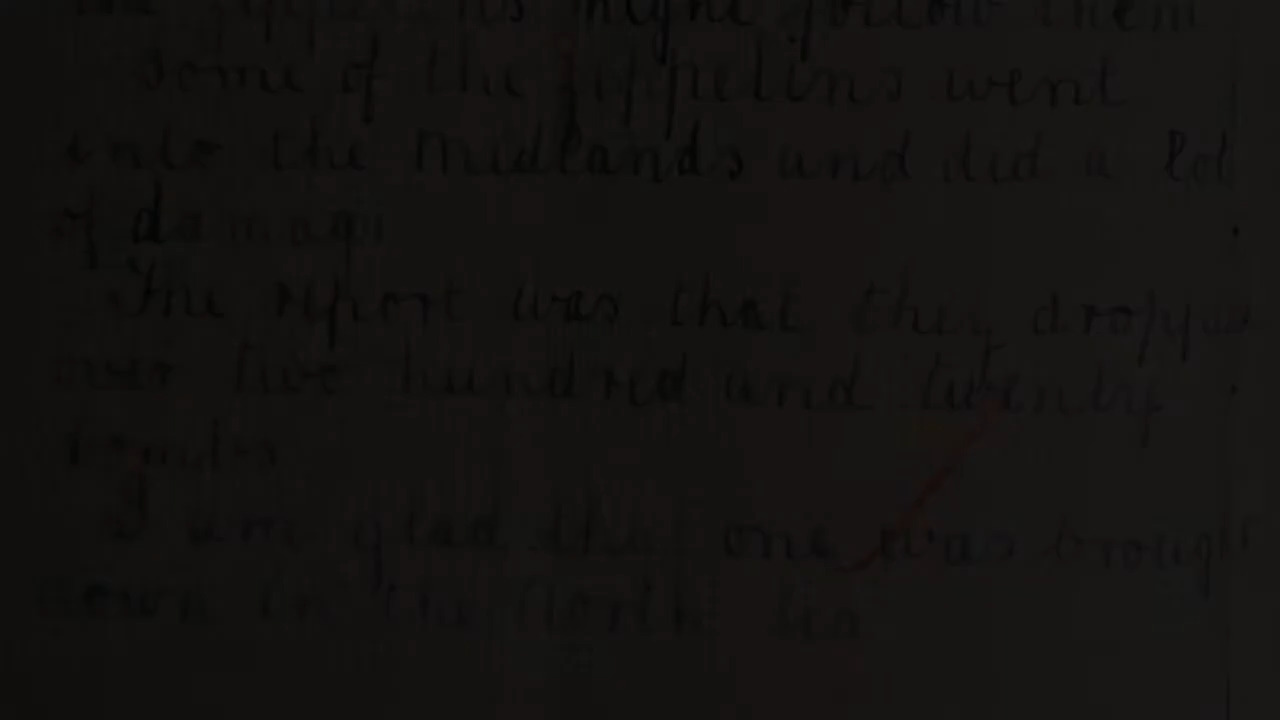 the Zeppelins might follow them
Some of the Zeppelins went
into the Midlands and did a lot
of damage
The report was that they dropped
over two hundred and twenty
bombs
I am glad that one was brought
down in the North Sea